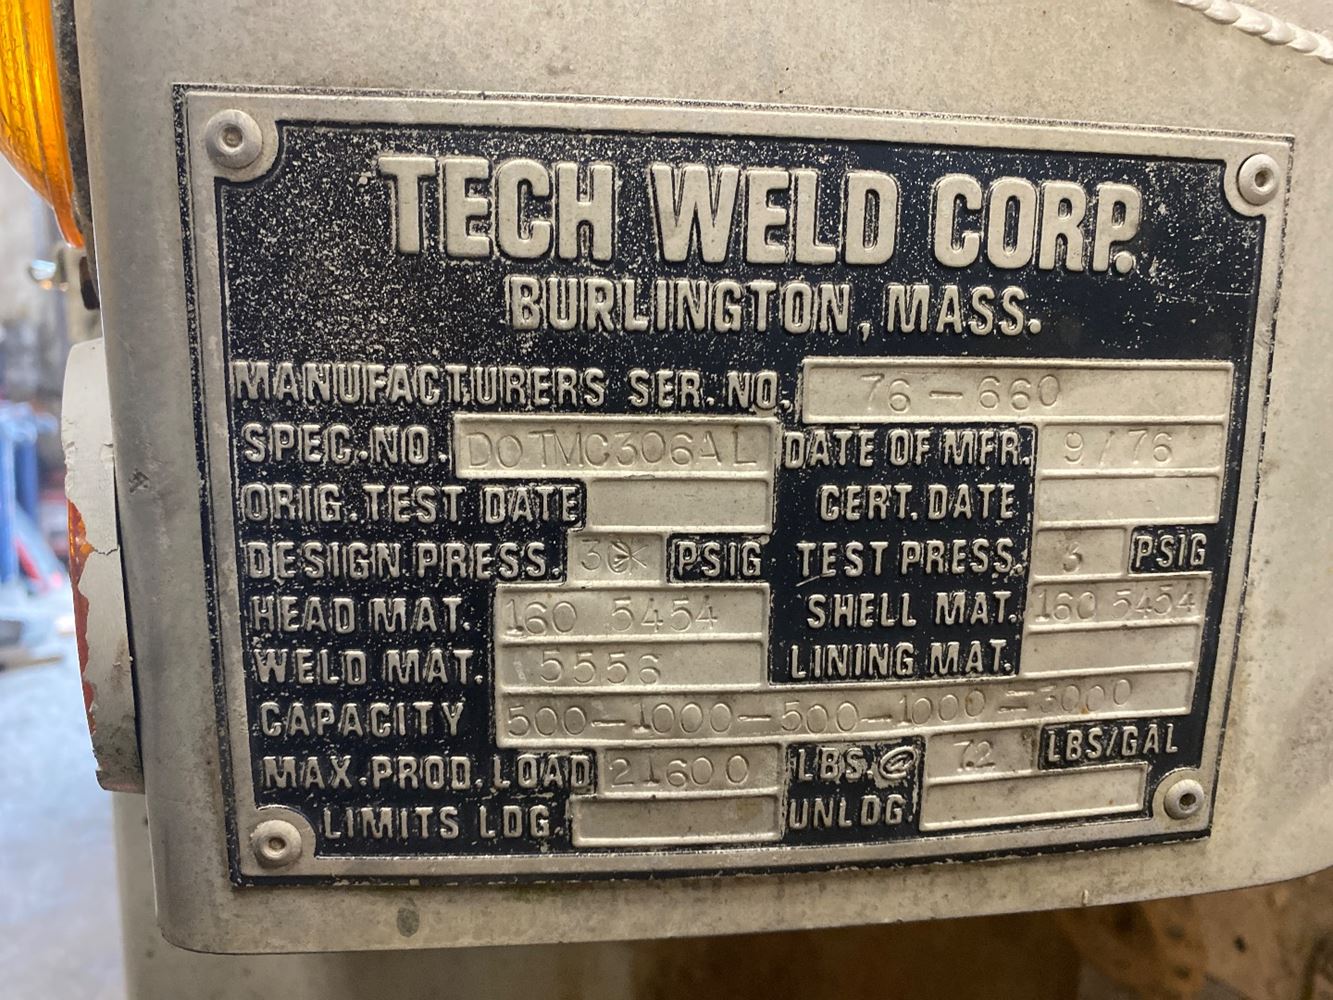 TECH WELD CORP.
BURLINGTON, MASS.
MANUFACTURERS SER. NO. 76-660
SPEC. NO. DOTMC306AL DATE OF MFR. 9/76
ORIG. TEST DATE CERT. DATE
DESIGN PRESS. 3 PSIG TEST PRESS. 3 PSIG
HEAD MAT. 160 5454 SHELL MAT. 160 5454
WELD MAT. 5556 LINING MAT.
CAPACITY 500-1000-500-1000=3000
MAX. PROD. LOAD 21600 LBS. @ 7.2 LBS/GAL
LIMITS LDG. UNLDG.